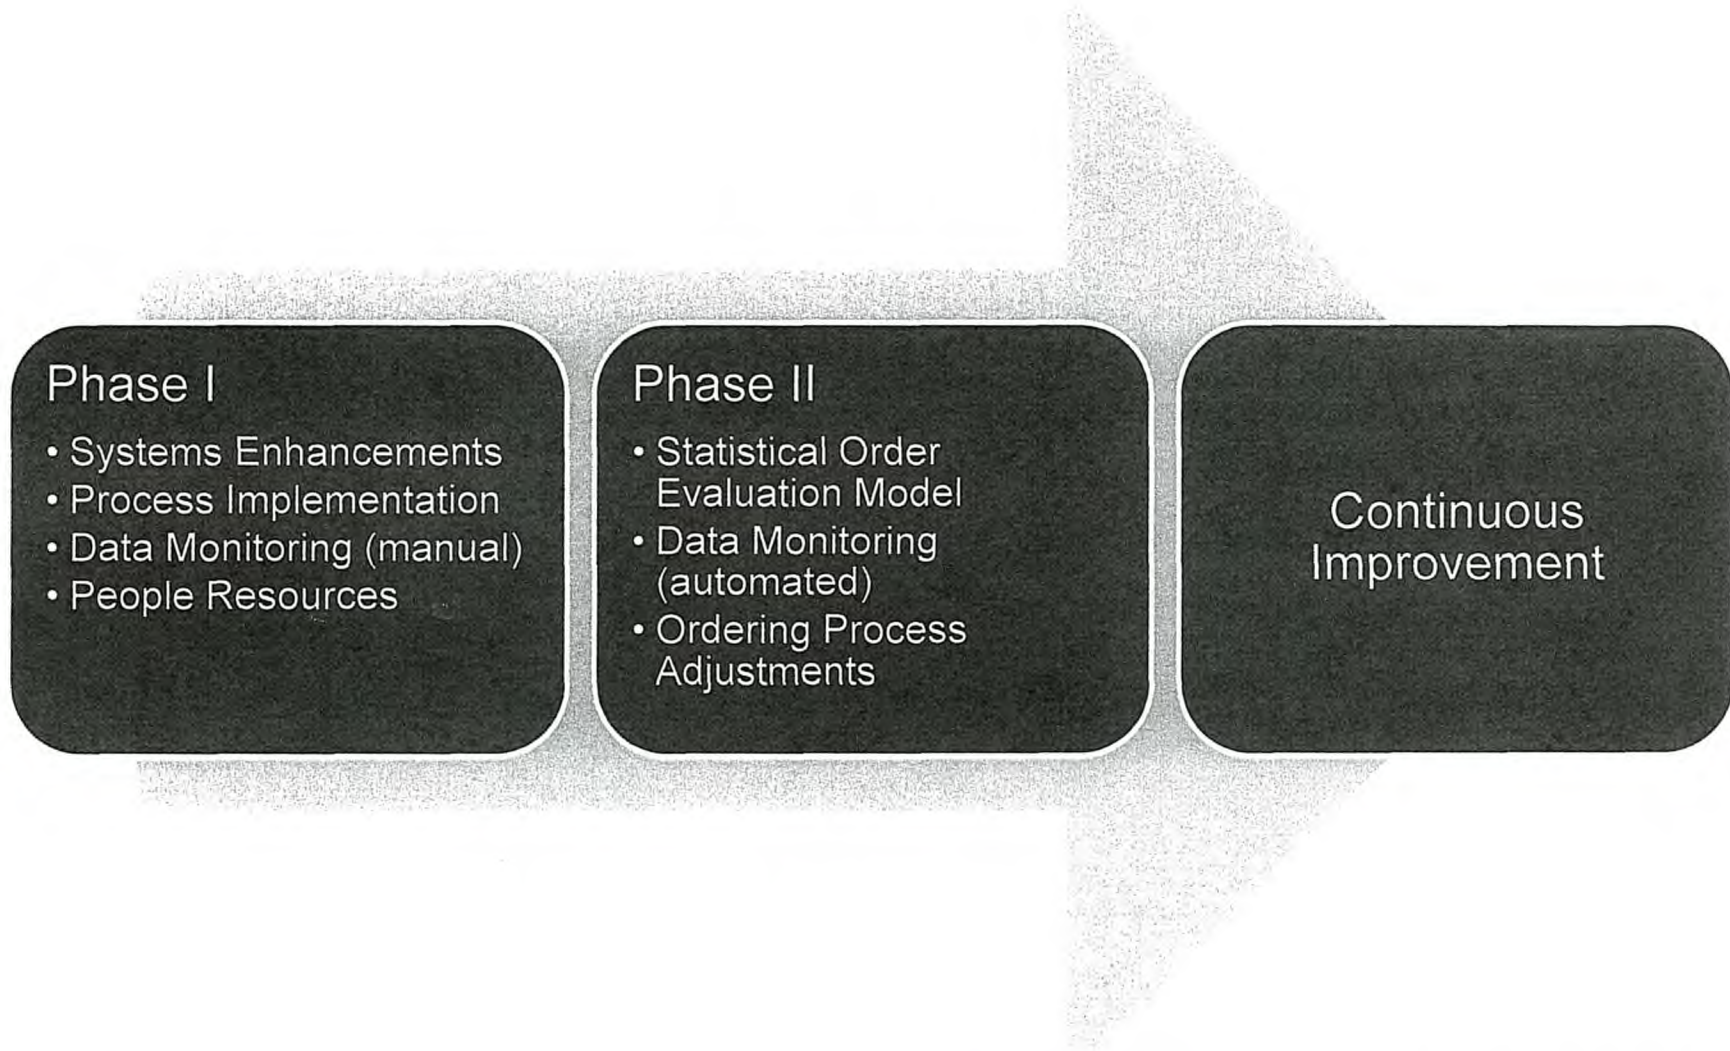 Phase I
• Systems Enhancements
• Process Implementation
• Data Monitoring (manual)
• People Resources
Phase II
• Statistical Order
Evaluation Model
• Data Monitoring
(automated)
• Ordering Process
Adjustments
Continuous
Improvement